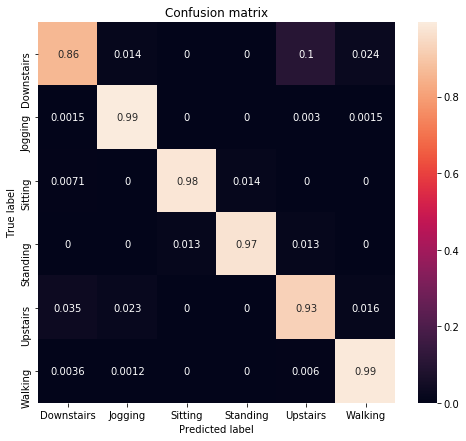 Confusion matrix
True label
Downstairs 0.86 0.014 0 0 0.1 0.024
Jogging 0.0015 0.99 0 0 0.003 0.0015
Sitting 0.0071 0 0.98 0.014 0 0
Standing 0 0 0.013 0.97 0.013 0
Upstairs 0.035 0.023 0 0 0.93 0.016
Walking 0.0036 0.0012 0 0 0.006 0.99
Downstairs Jogging Sitting Standing Upstairs Walking
Predicted label
0.8
0.6
0.4
0.2
0.0